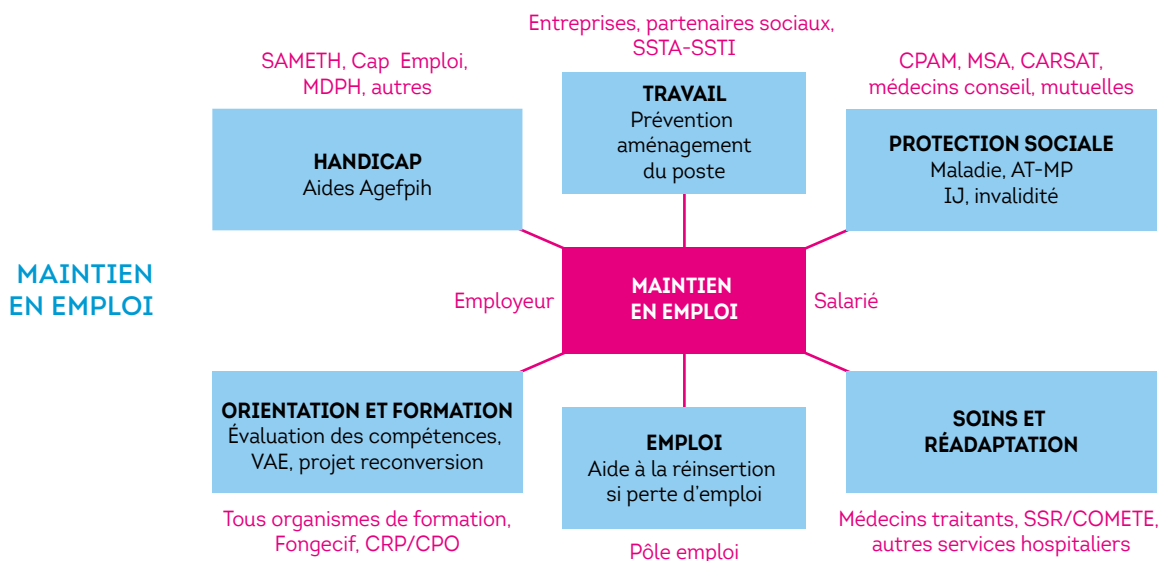 Entreprises, partenaires sociaux,
SSTA-SSTI
SAMETH, Cap Emploi,
MDPH, autres
CPAM, MSA, CARSAT,
médecins conseil, mutuelles
HANDICAP
Aides Agefpih
TRAVAIL
Prévention
aménagement
du poste
PROTECTION SOCIALE
Maladie, AT-MP
IJ, invalidité
MAINTIEN
EN EMPLOI
Employeur
MAINTIEN
EN EMPLOI
Salarié
ORIENTATION ET FORMATION
Évaluation des compétences,
VAE, projet reconversion
EMPLOI
Aide à la réinsertion
si perte d'emploi
SOINS ET
RÉADAPTATION
Tous organismes de formation,
Fongecif, CRP/CPO
Pôle emploi
Médecins traitants, SSR/COMETE,
autres services hospitaliers